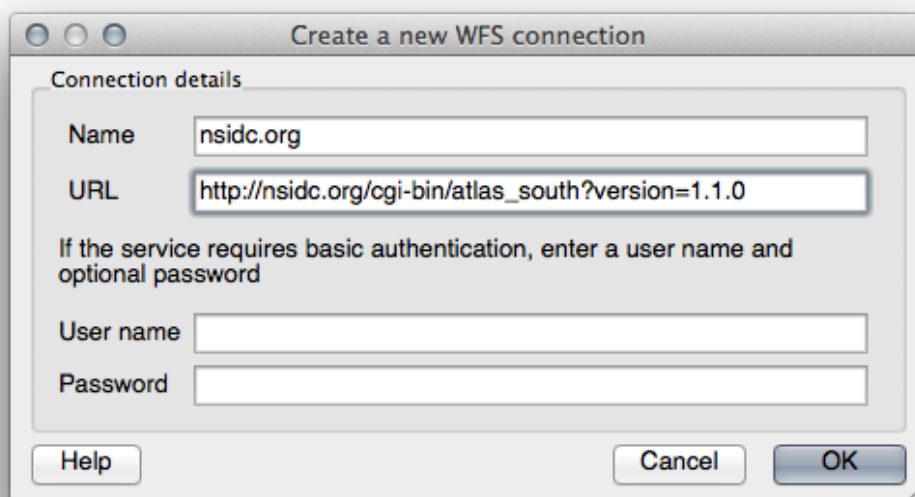 Create a new WFS connection
Connection details
Name nsidc.org
URL http://nsidc.org/cgi-bin/atlas_south?version=1.1.0
If the service requires basic authentication, enter a user name and
optional password
User name
Password
Help Cancel OK